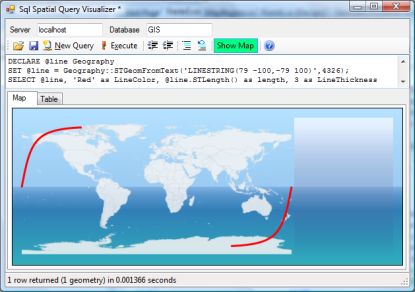 Sql Spatial Query Visualizer *
Server localhost Database GIS
New Query Execute Show Map
DECLARE @line Geography
SET @line = Geography::STGeomFromText('LINESTRING(79 -100,-79 100)',4326);
SELECT @line, 'Red' as LineColor, @line.STLength() as length, 3 as LineThickness
Map Table
1 row returned (1 geometry) in 0.001366 seconds